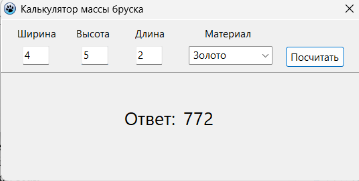 Калькулятор массы бруска
Ширина Высота Длина Материал
4 5 2 Золото Посчитать
Ответ: 772